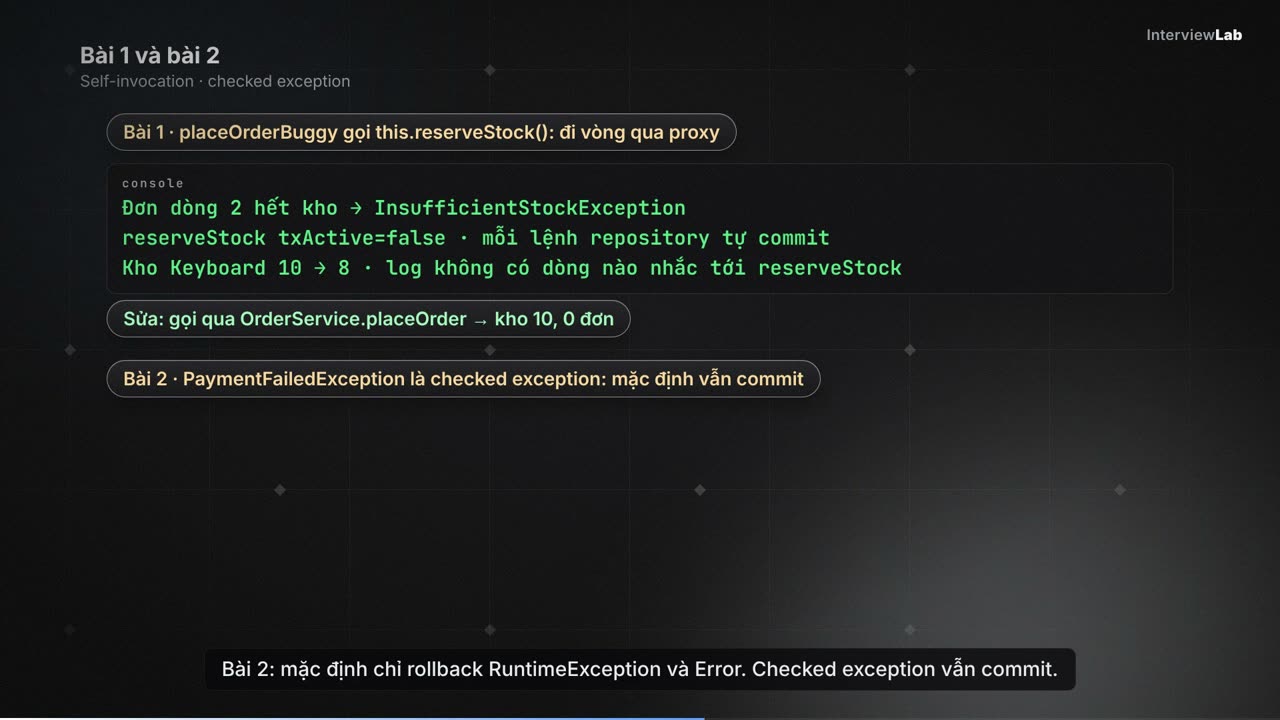 InterviewLab
Bài 1 và bài 2
Self-invocation · checked exception
Bài 1 · placeOrderBuggy gọi this.reserveStock(): đi vòng qua proxy
console
Đơn dòng 2 hết kho → InsufficientStockException
reserveStock txActive=false · mỗi lệnh repository tự commit
Kho Keyboard 10 → 8 · log không có dòng nào nhắc tới reserveStock
Sửa: gọi qua OrderService.placeOrder → kho 10, 0 đơn
Bài 2 · PaymentFailedException là checked exception: mặc định vẫn commit
Bài 2: mặc định chỉ rollback RuntimeException và Error. Checked exception vẫn commit.